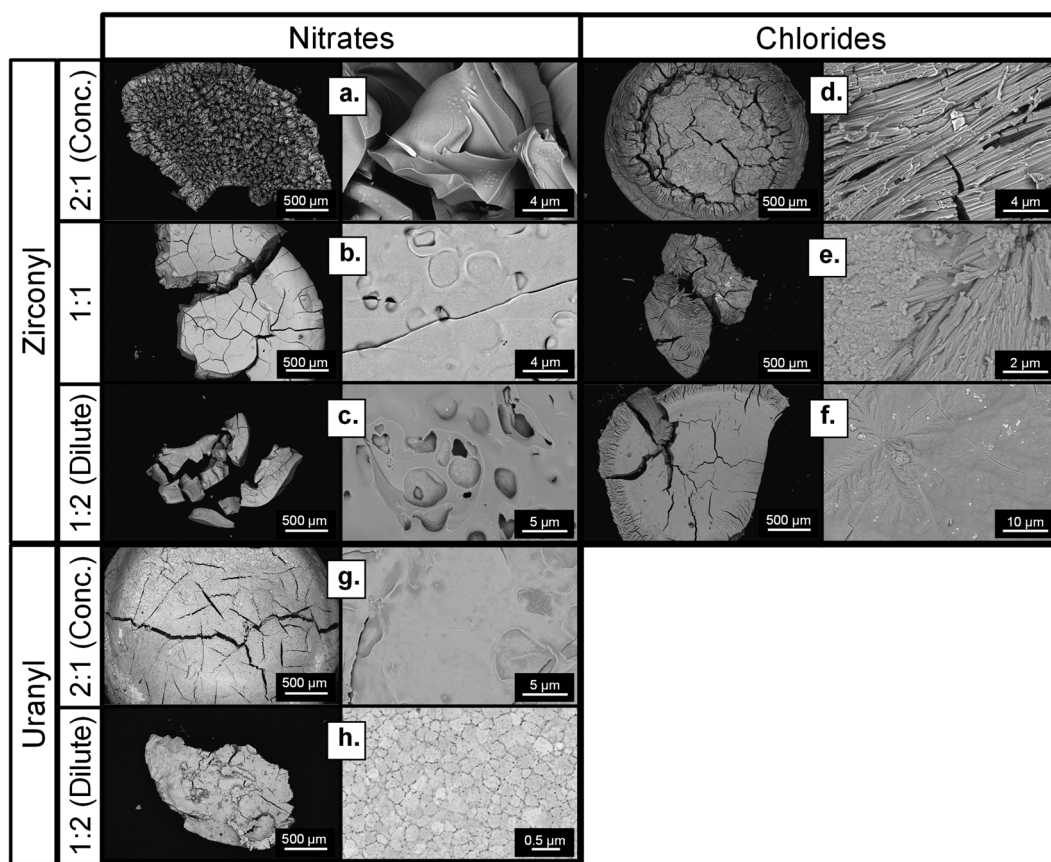 Nitrates
Chlorides
Zirconyl
2:1 (Conc.)
a.
500 µm
4 µm
d.
500 µm
4 µm
1:1
b.
500 µm
4 µm
e.
500 µm
2 µm
1:2 (Dilute)
c.
500 µm
5 µm
f.
500 µm
10 µm
Uranyl
2:1 (Conc.)
g.
500 µm
5 µm
1:2 (Dilute)
h.
500 µm
0.5 µm